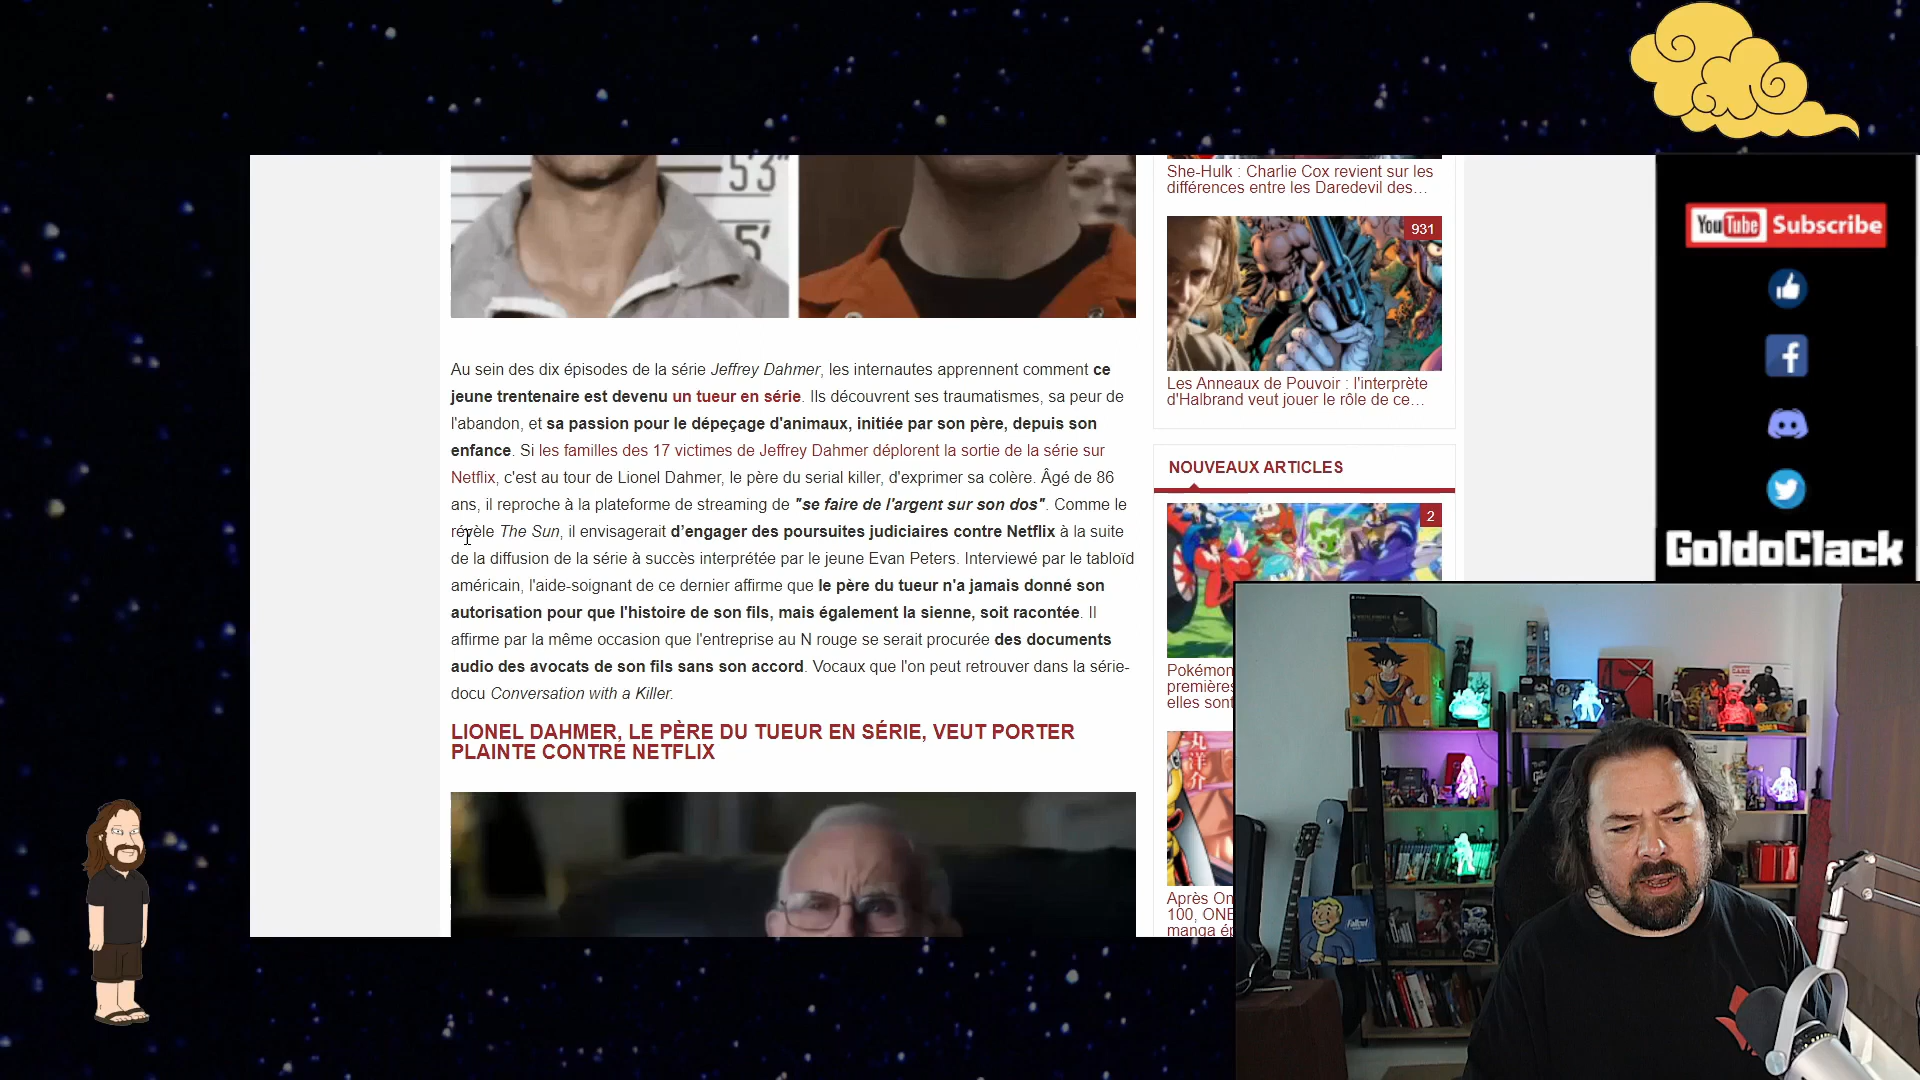 5'3"
5'
Au sein des dix épisodes de la série Jeffrey Dahmer, les internautes apprennent comment ce
jeune trentenaire est devenu un tueur en série. Ils découvrent ses traumatismes, sa peur de
l'abandon, et sa passion pour le dépeçage d'animaux, initiée par son père, depuis son
enfance. Si les familles des 17 victimes de Jeffrey Dahmer déplorent la sortie de la série sur
Netflix, c'est au tour de Lionel Dahmer, le père du serial killer, d'exprimer sa colère. Âgé de 86
ans, il reproche à la plateforme de streaming de "se faire de l'argent sur son dos". Comme le
révèle The Sun, il envisagerait d'engager des poursuites judiciaires contre Netflix à la suite
de la diffusion de la série à succès interprétée par le jeune Evan Peters. Interviewé par le tabloïd
américain, l'aide-soignant de ce dernier affirme que le père du tueur n'a jamais donné son
autorisation pour que l'histoire de son fils, mais également la sienne, soit racontée. Il
affirme par la même occasion que l'entreprise au N rouge se serait procurée des documents
audio des avocats de son fils sans son accord. Vocaux que l'on peut retrouver dans la série-
docu Conversation with a Killer.
LIONEL DAHMER, LE PÈRE DU TUEUR EN SÉRIE, VEUT PORTER
PLAINTE CONTRE NETFLIX
She-Hulk : Charlie Cox revient sur les
différences entre les Daredevil des...
931
Les Anneaux de Pouvoir : l'interprète
d'Halbrand veut jouer le rôle de ce...
NOUVEAUX ARTICLES
2
Pokémon
premières
elles sont
Après On
100, ONE
manga ép
YouTube Subscribe
GoldoClack
Fallout